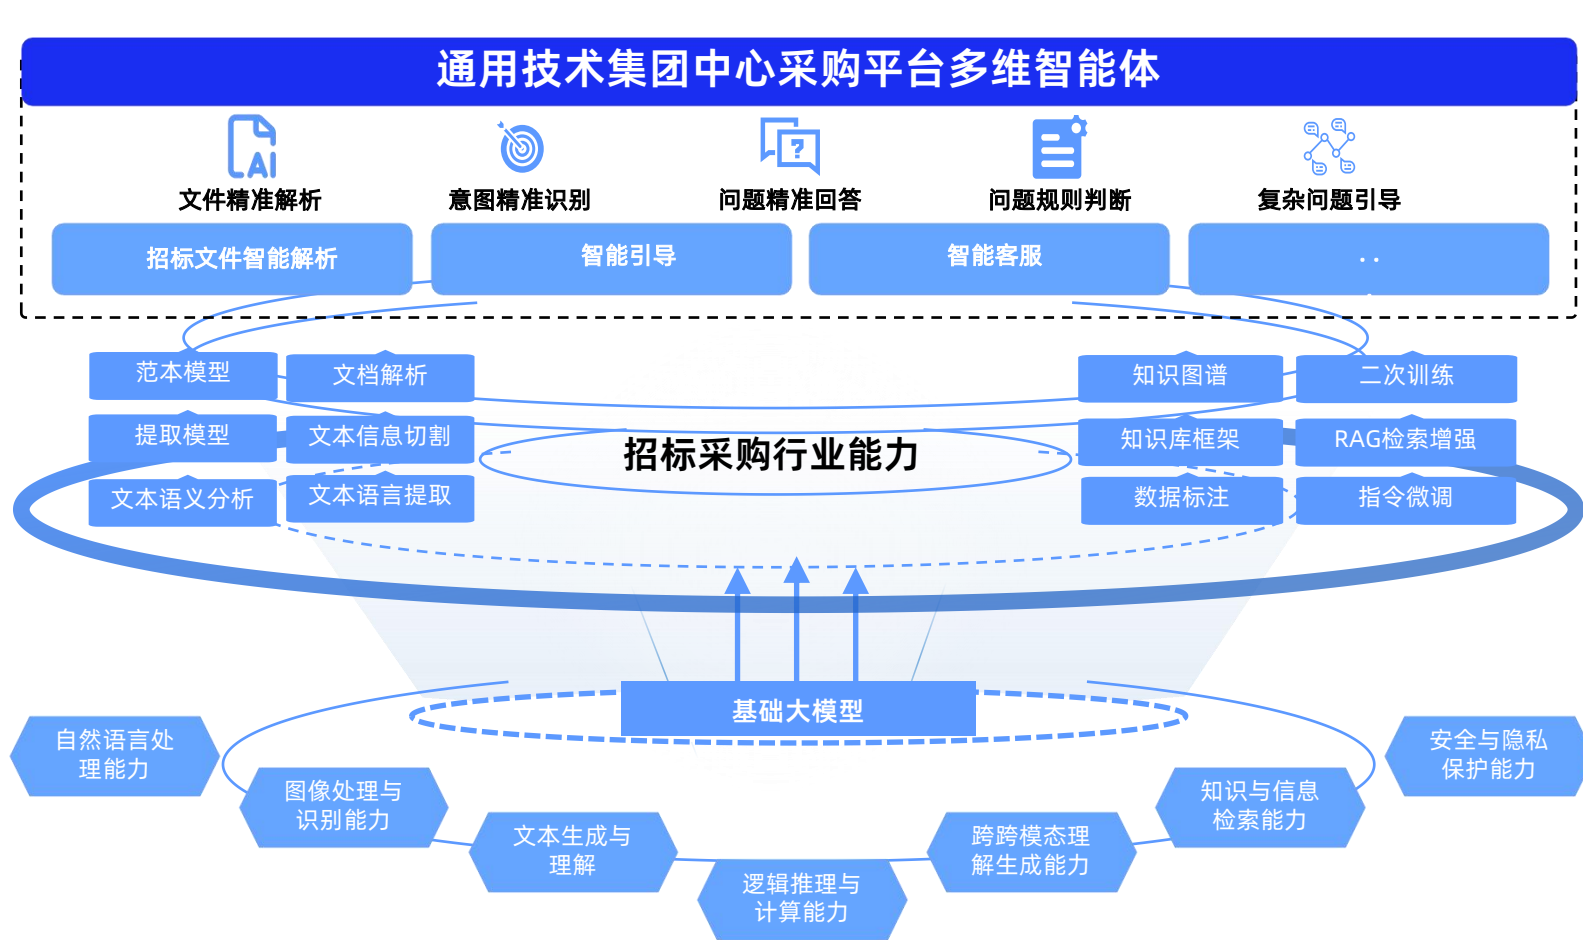 通用技术集团中心采购平台多维智能体
AI
?
文件精准解析
意图精准识别
问题精准回答
问题规则判断
复杂问题引导
招标文件智能解析
智能引导
智能客服
. .
范本模型
文档解析
知识图谱
二次训练
提取模型
文本信息切割
招标采购行业能力
知识库框架
RAG检索增强
文本语义分析
文本语言提取
数据标注
指令微调
基础大模型
自然语言处
理能力
图像处理与
识别能力
文本生成与
理解
逻辑推理与
计算能力
跨跨模态理
解生成能力
知识与信息
检索能力
安全与隐私
保护能力